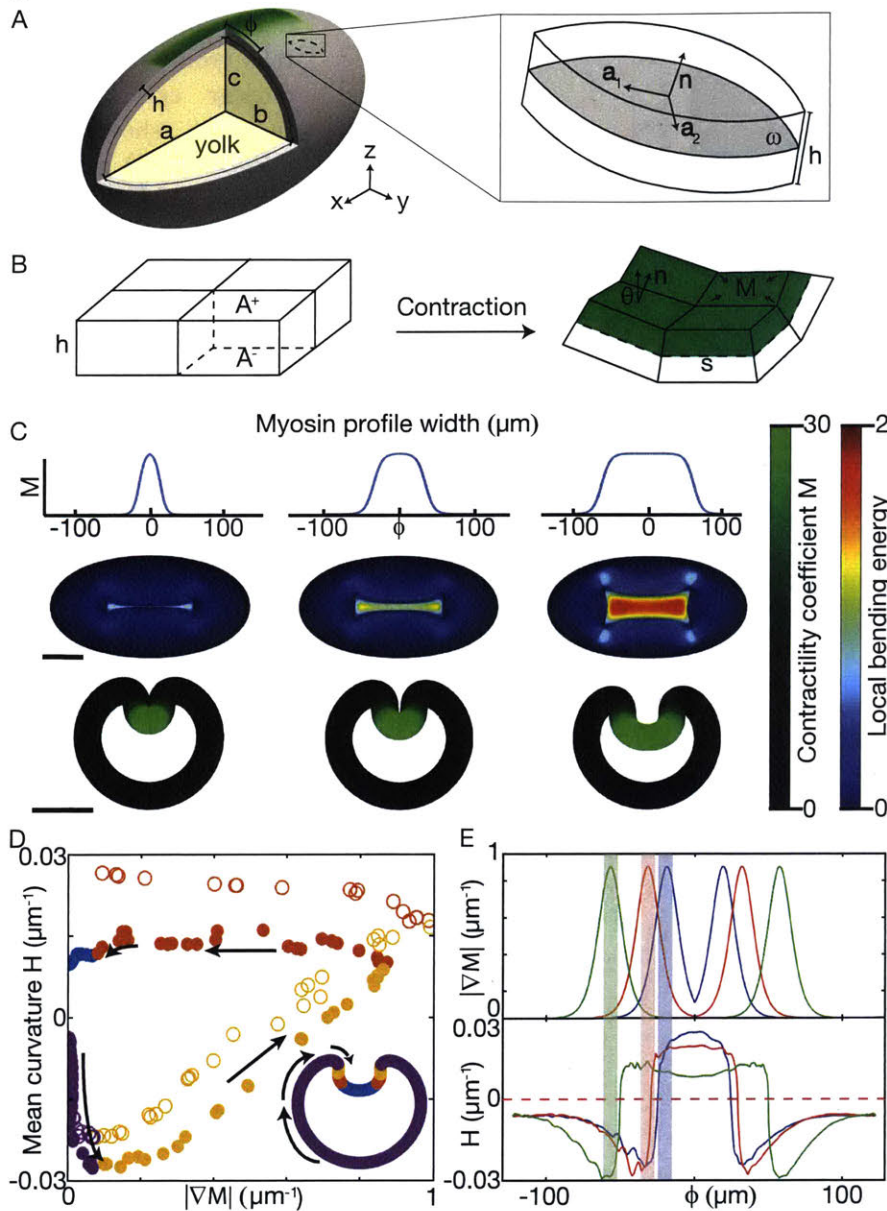 A
ϕ
h
c
a
b
yolk
z
x
y
a₁
n
a₂
ω
h
B
A⁺
h
A⁻
Contraction
θ
n
M
s
C
Myosin profile width (µm)
M
-100 0 100
-100 ϕ 100
-100 0 100
30
Contractility coefficient M
0
2
Local bending energy
0
D
0.03
Mean curvature H (µm⁻¹)
0
-0.03
0
|∇M| (µm⁻¹)
1
E
1
|∇M|
0
0.03
H (µm⁻¹)
0
-0.03
-100
ϕ (µm)
100